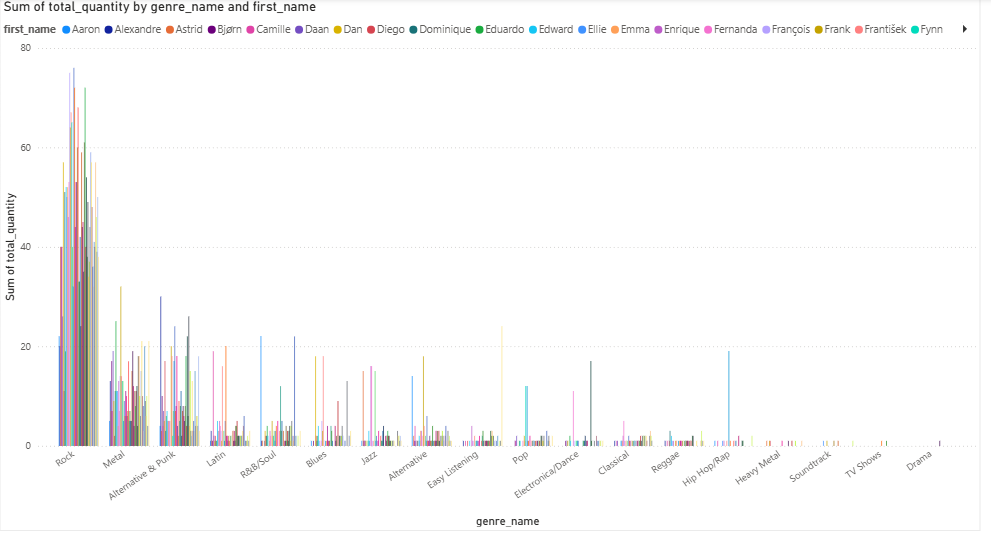 Sum of total_quantity by genre_name and first_name
first_name Aaron Alexandre Astrid Bjørn Camille Daan Dan Diego Dominique Eduardo Edward Ellie Emma Enrique Fernanda François Frank František Fynn
80
60
40
20
0
Sum of total_quantity
Rock Metal Alternative & Punk Latin R&B/Soul Blues Jazz Alternative Easy Listening Pop Electronica/Dance Classical Reggae Hip Hop/Rap Heavy Metal Soundtrack TV Shows Drama
genre_name